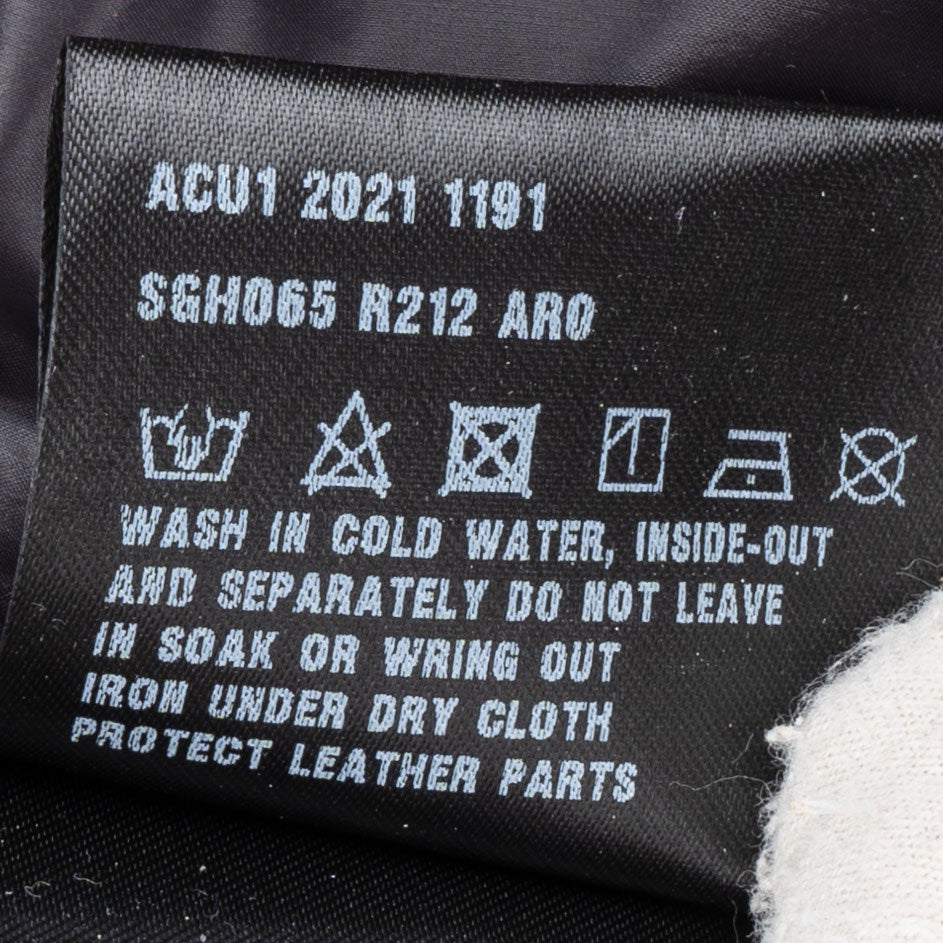 ACU1 2021 1191
SGH065 R212 AR0
WASH IN COLD WATER, INSIDE-OUT
AND SEPARATELY DO NOT LEAVE
IN SOAK OR WRING OUT
IRON UNDER DRY CLOTH
PROTECT LEATHER PARTS